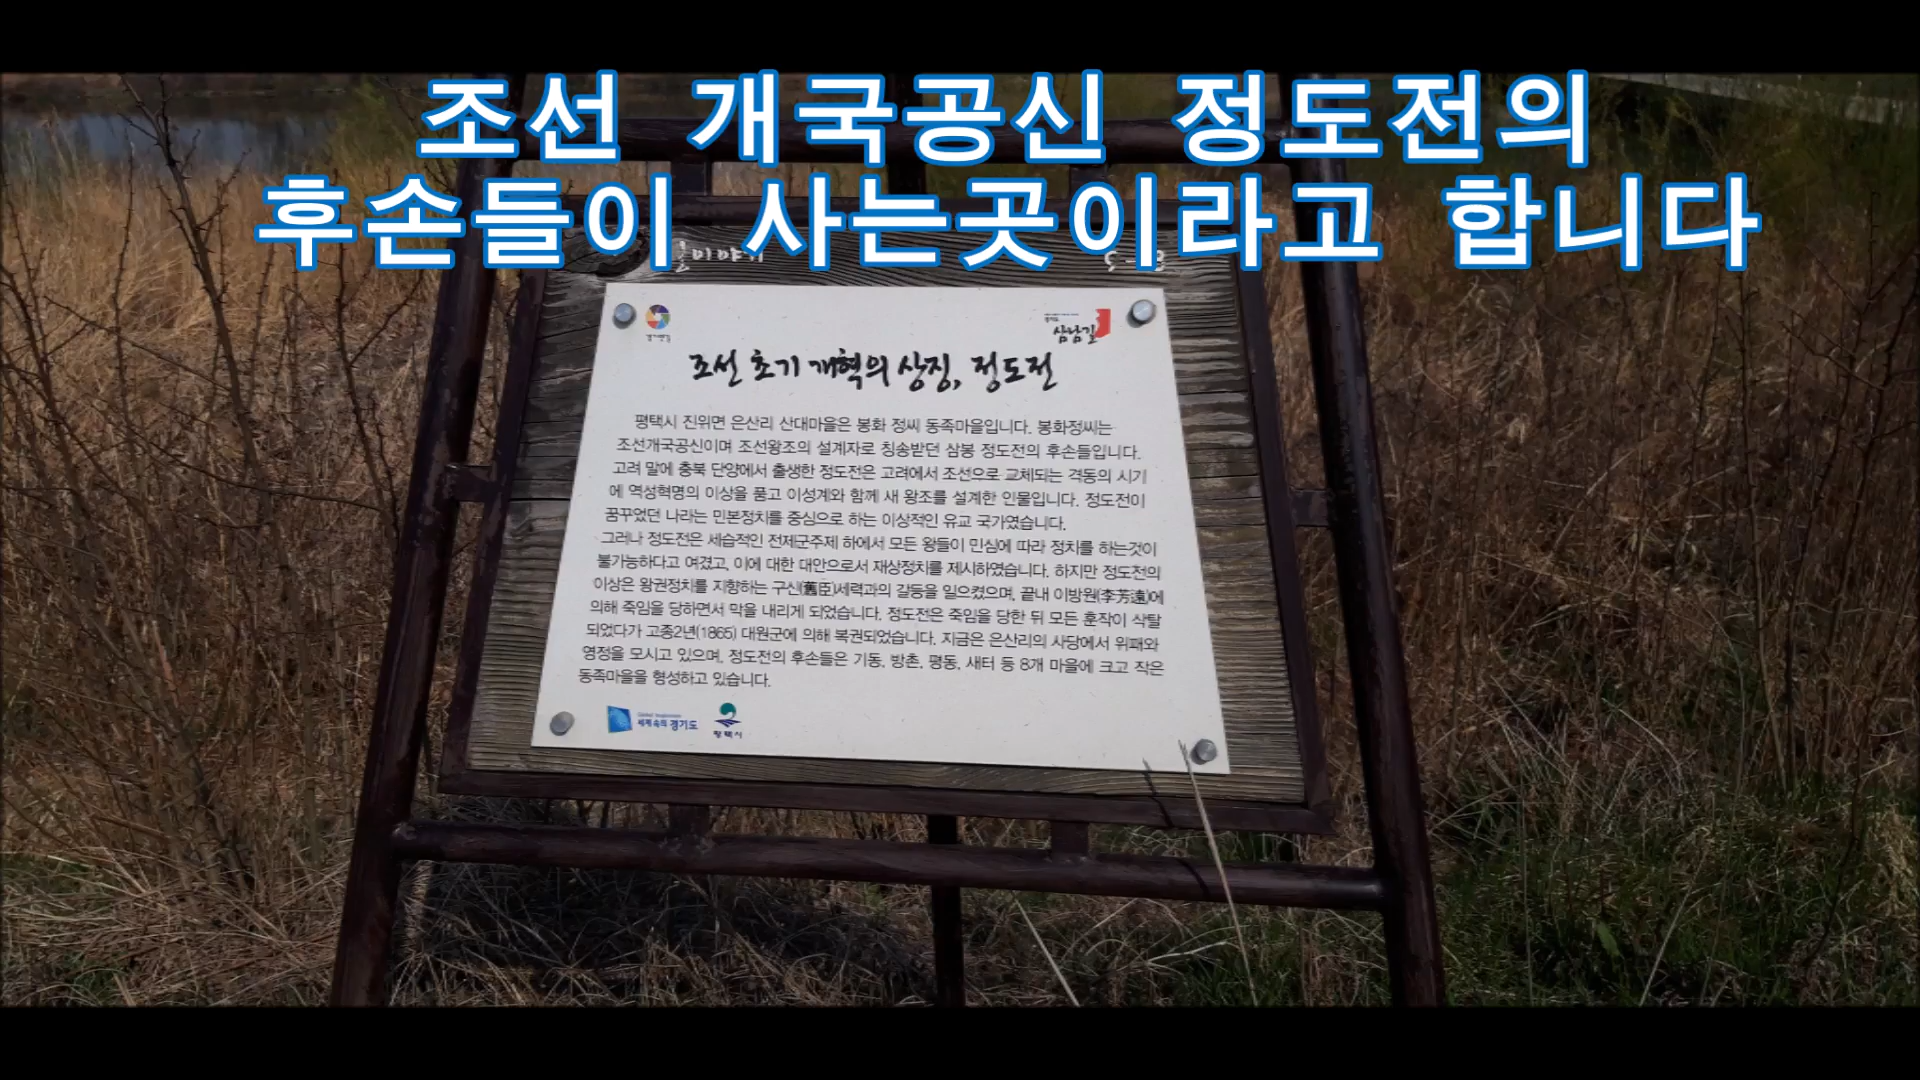 조선 개국공신 정도전의
후손들이 사는곳이라고 합니다
삼남길
조선 초기 개혁의 상징, 정도전
평택시 진위면 은산리 산대마을은 봉화 정씨 동족마을입니다. 봉화정씨는
조선개국공신이며 조선왕조의 설계자로 칭송받던 삼봉 정도전의 후손들입니다.
고려 말에 충북 단양에서 출생한 정도전은 고려에서 조선으로 교체되는 격동의 시기
에 역성혁명의 이상을 품고 이성계와 함께 새 왕조를 설계한 인물입니다. 정도전이
꿈꾸었던 나라는 민본정치를 중심으로 하는 이상적인 유교 국가였습니다.
그러나 정도전은 세습적인 전제군주제 하에서 모든 왕들이 민심에 따라 정치를 하는것이
불가능하다고 여겼고, 이에 대한 대안으로서 재상정치를 제시하였습니다. 하지만 정도전의
이상은 왕권정치를 지향하는 구신(舊臣)세력과의 갈등을 일으켰으며, 끝내 이방원(李芳遠)에
의해 죽임을 당하면서 막을 내리게 되었습니다. 정도전은 죽임을 당한 뒤 모든 훈작이 삭탈
되었다가 고종2년(1865) 대원군에 의해 복권되었습니다. 지금은 은산리의 사당에서 위패와
영정을 모시고 있으며, 정도전의 후손들은 기동, 방촌, 평동, 새터 등 8개 마을에 크고 작은
동족마을을 형성하고 있습니다.
세계속의 경기도
평택시